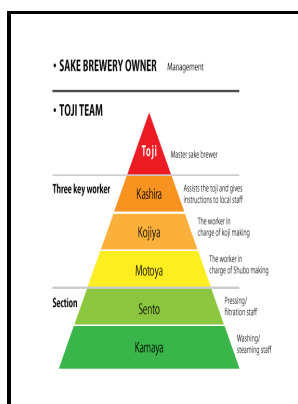 • SAKE BREWERY OWNER Management
• TOJI TEAM
Toji
Master sake brewer
Three key worker
Kashira
Assists the toji and gives
instructions to local staff
Kojiya
The worker in
charge of koji making
Motoya
The worker in
charge of Shubo making
Section
Sento
Pressing/
filtration staff
Kamaya
Washing/
steaming staff